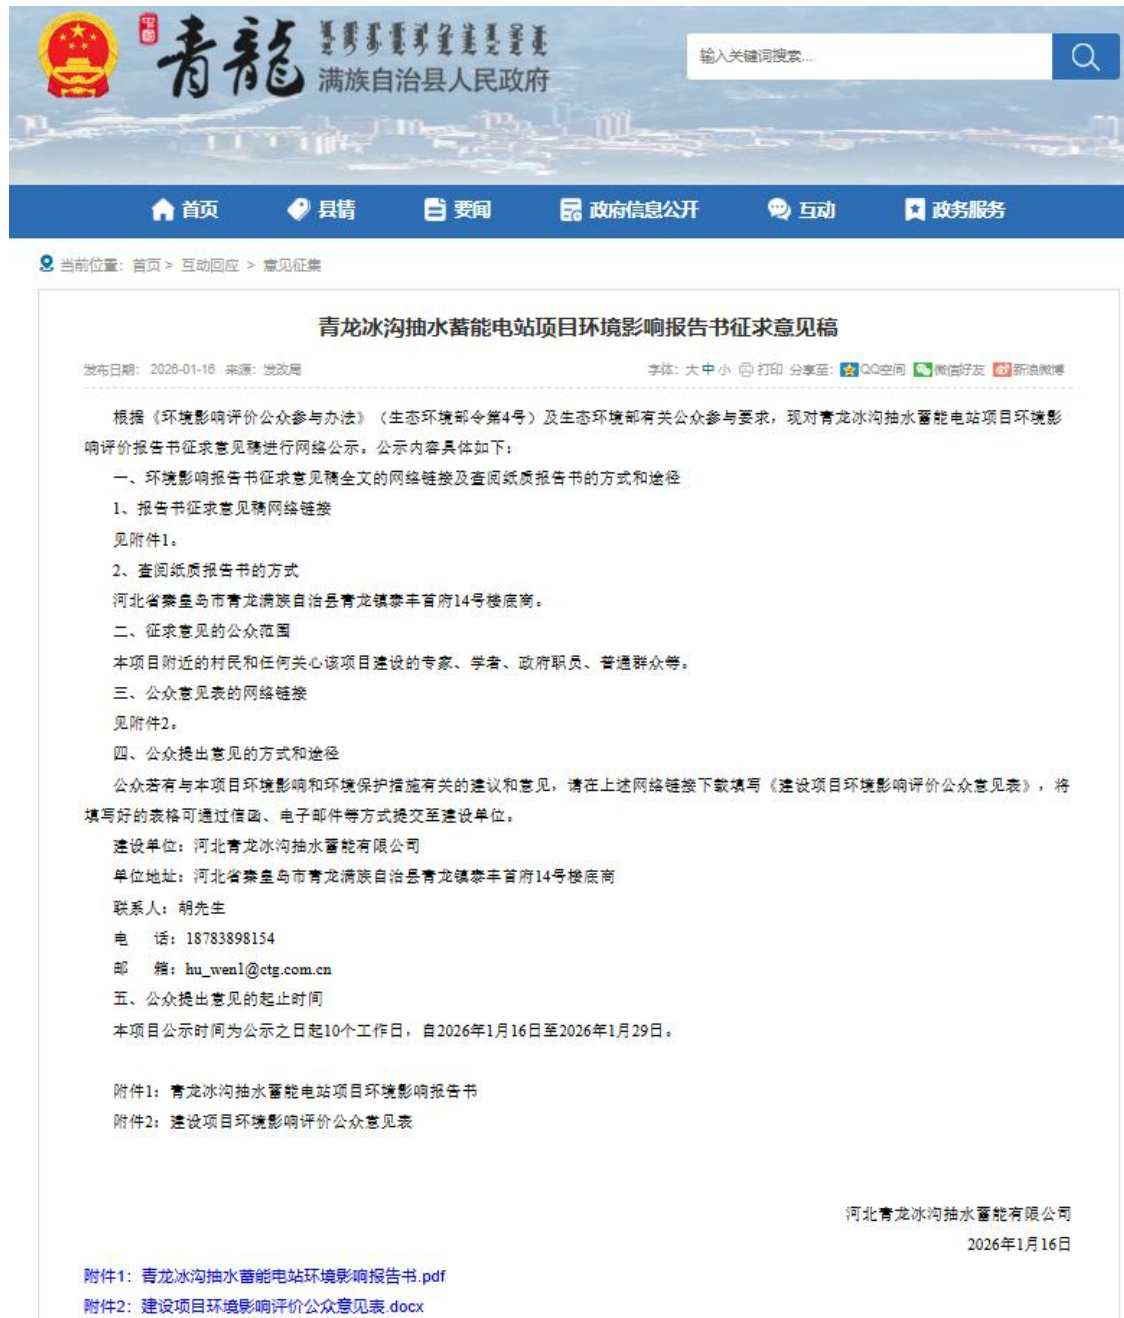 中国
青龙
满族自治县人民政府
输入关键词搜索...
首页 县情 要闻 政府信息公开 互动 政务服务
当前位置：首页 > 互动回应 > 意见征集
青龙冰沟抽水蓄能电站项目环境影响报告书征求意见稿
发布日期：2026-01-16 来源：发改局 字体：大 中 小 打印 分享至：QQ空间 微信好友 新浪微博
根据《环境影响评价公众参与办法》（生态环境部令第4号）及生态环境部有关公众参与要求，现对青龙冰沟抽水蓄能电站项目环境影
响评价报告书征求意见稿进行网络公示。公示内容具体如下：
一、环境影响报告书征求意见稿全文的网络链接及查阅纸质报告书的方式和途径
1、报告书征求意见稿网络链接
见附件1。
2、查阅纸质报告书的方式
河北省秦皇岛市青龙满族自治县青龙镇泰丰首府14号楼底商。
二、征求意见的公众范围
本项目附近的村民和任何关心该项目建设的专家、学者、政府职员、普通群众等。
三、公众意见表的网络链接
见附件2。
四、公众提出意见的方式和途径
公众若有与本项目环境影响和环境保护措施有关的建议和意见，请在上述网络链接下载填写《建设项目环境影响评价公众意见表》，将
填写好的表格可通过信函、电子邮件等方式提交至建设单位。
建设单位：河北青龙冰沟抽水蓄能有限公司
单位地址：河北省秦皇岛市青龙满族自治县青龙镇泰丰首府14号楼底商
联系人：胡先生
电 话：18783898154
邮 箱：hu_wen1@ctg.com.cn
五、公众提出意见的起止时间
本项目公示时间为公示之日起10个工作日，自2026年1月16日至2026年1月29日。
附件1：青龙冰沟抽水蓄能电站项目环境影响报告书
附件2：建设项目环境影响评价公众意见表
河北青龙冰沟抽水蓄能有限公司
2026年1月16日
附件1：青龙冰沟抽水蓄能电站环境影响报告书.pdf
附件2：建设项目环境影响评价公众意见表.docx